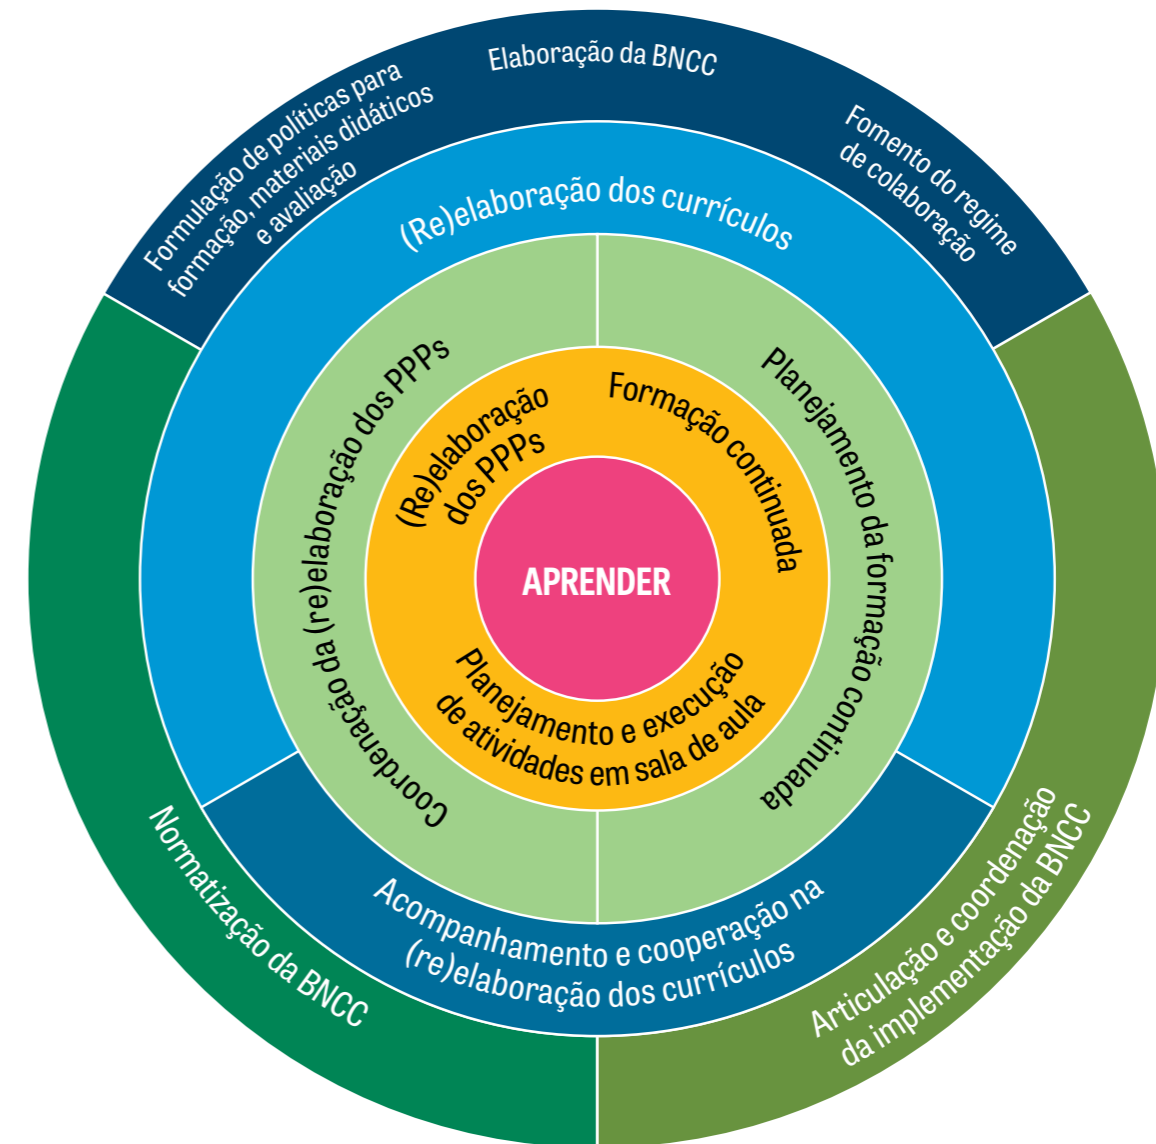 Elaboração da BNCC
Formulação de políticas para
formação, materiais didáticos
e avaliação
Fomento do regime
de colaboração
(Re)elaboração dos currículos
Coordenação da (re)elaboração dos PPPs
Planejamento da formação continuada
(Re)elaboração
dos PPPs
Formação continuada
APRENDER
Planejamento e execução
de atividades em sala de aula
Acompanhamento e cooperação na
(re)elaboração dos currículos
Normatização da BNCC
Articulação e coordenação
da implementação da BNCC